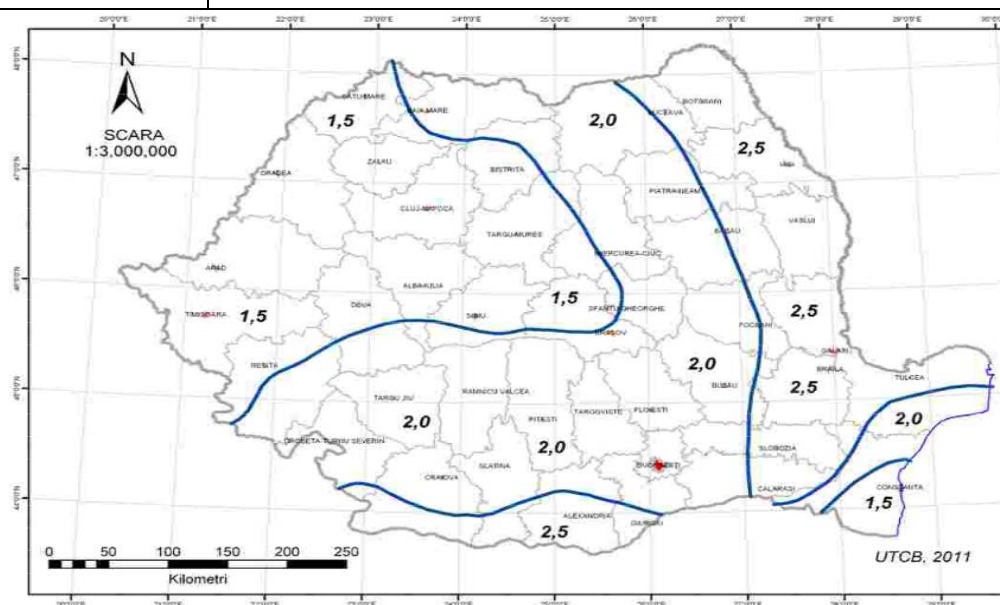 N
SCARA
1:3,000,000
SATU MARE
BAIA MARE
BOTOSANI
SUCEAVA
1,5
2,0
2,5
ZALAU
BISTRITA
IASI
ORADEA
PIATRA NEAMT
CLUJ-NAPOCA
VASLUI
TARGU-MURES
BACAU
MIERCUREA-CIUC
ARAD
ALBA-IULIA
DEVA
1,5
SFANTU GHEORGHE
2,5
TIMISOARA
1,5
SIBIU
FOCSANI
BRASOV
GALATI
RESITA
2,0
BRAILA
TULCEA
BUZAU
2,5
RAMNICU VALCEA
TARGU JIU
2,0
PITESTI
TARGOVISTE
PLOIESTI
2,0
DROBETA-TURNU SEVERIN
2,0
SLOBOZIA
SLATINA
BUCURESTI
CRAIOVA
CALARASI
CONSTANTA
1,5
ALEXANDRIA
GIURGIU
2,5
0 50 100 150 200 250
Kilometri
UTCB, 2011